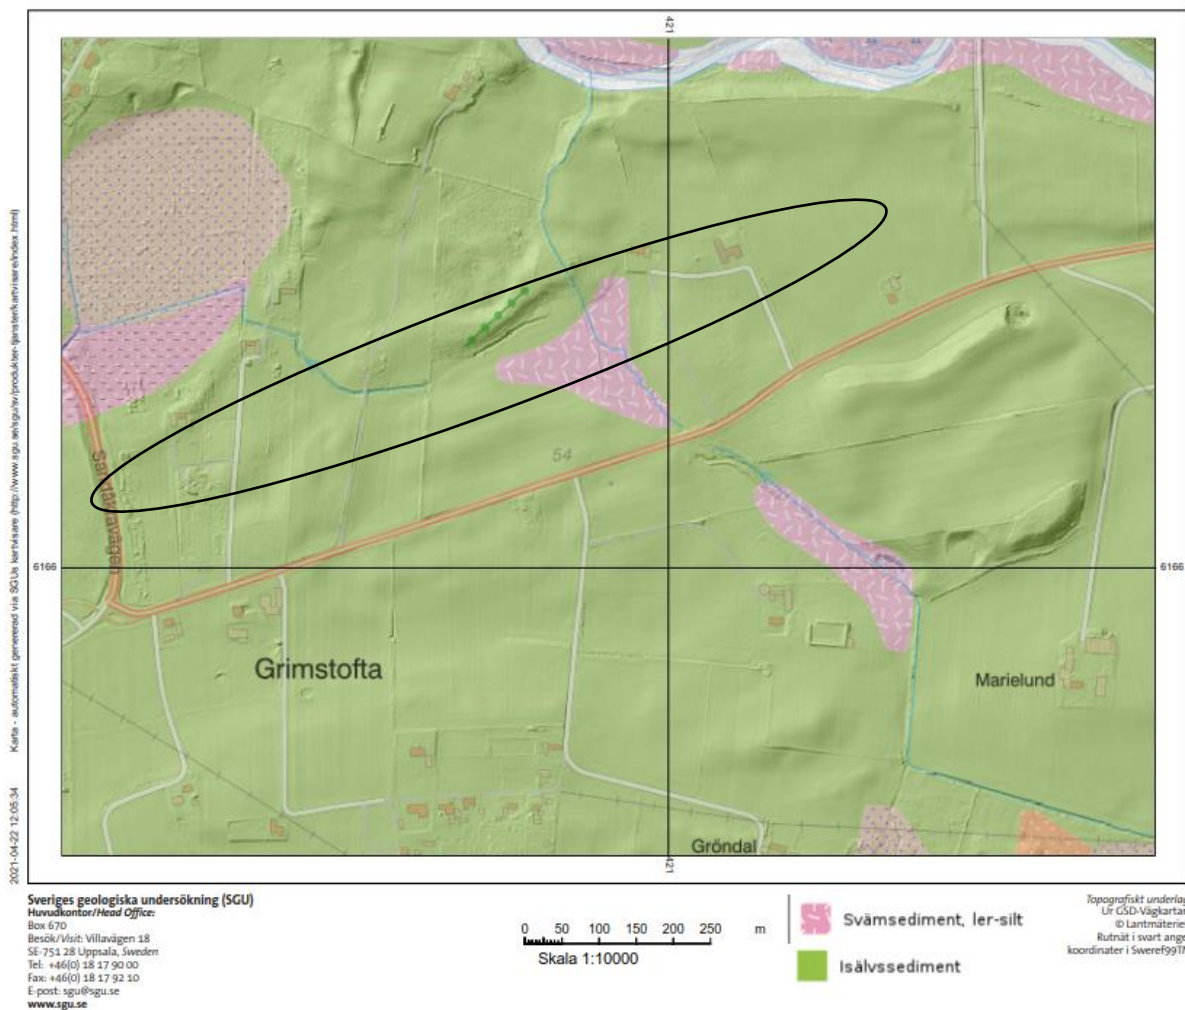 421
Sandåkravägen
54
6166
6166
Grimstofta
Marielund
Gröndal
421
Karta - automatiskt genererad via SGUs kartvisare (http://www.sgu.se/sgu/sv/produkter-tjanster/kartvisare/index.html)
2021-04-22 12:05:34
Sveriges geologiska undersökning (SGU)
Huvudkontor/Head Office:
Box 670
Besök/Visit: Villavägen 18
SE-751 28 Uppsala, Sweden
Tel: +46(0) 18 17 90 00
Fax: +46(0) 18 17 92 10
E-post: sgu@sgu.se
www.sgu.se
0 50 100 150 200 250 m
Skala 1:10000
Svämsediment, ler-silt
Isälvssediment
Topografiskt underlag
Ur GSD-Vägkartan
© Lantmäteriet
Rutnät i svart anger
koordinater i Sweref99TM